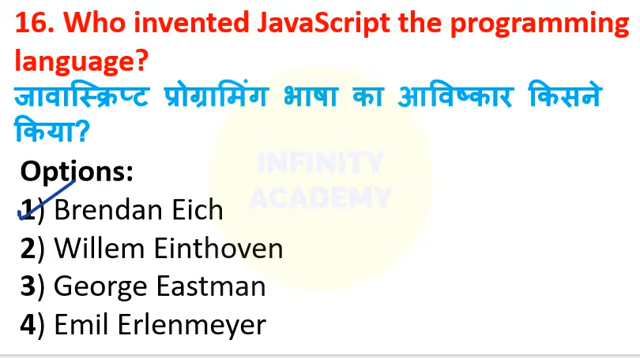 16. Who invented JavaScript the programming
language?
जावास्क्रिप्ट प्रोग्रामिंग भाषा का आविष्कार किसने
किया?
Options:
1) Brendan Eich
2) Willem Einthoven
3) George Eastman
4) Emil Erlenmeyer
INFINITY
ACADEMY